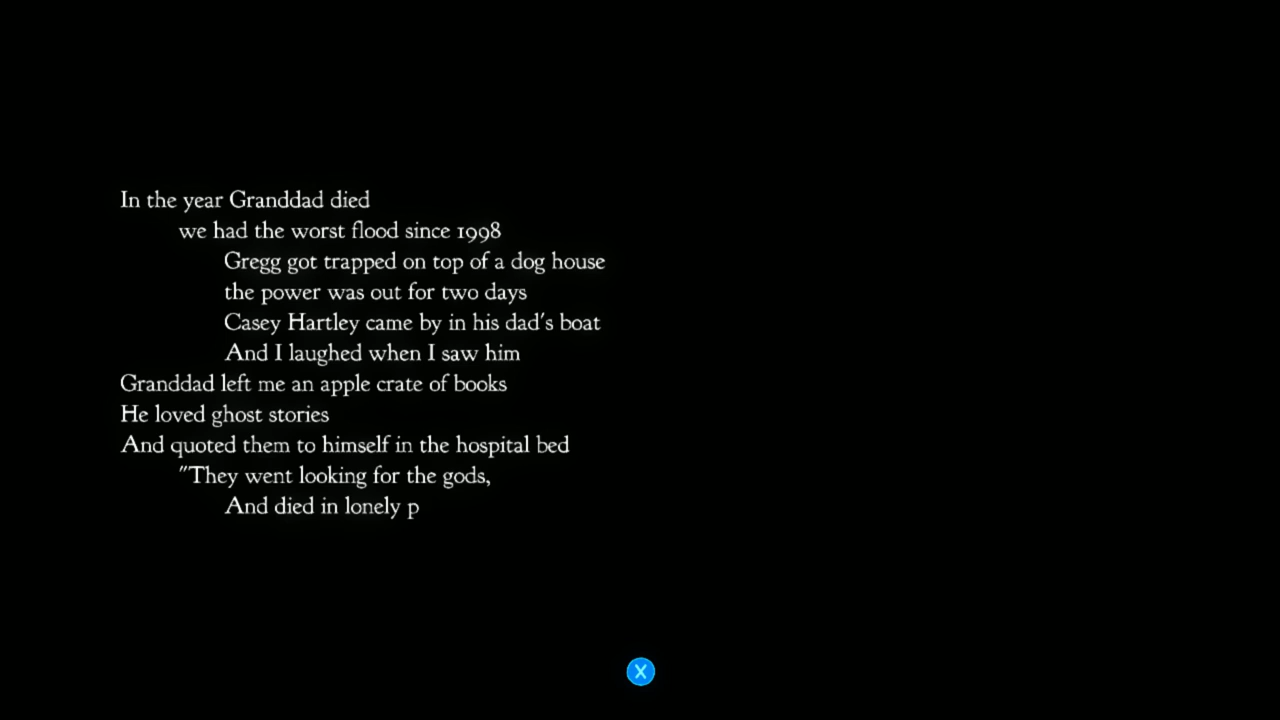 In the year Granddad died
we had the worst flood since 1998
Gregg got trapped on top of a dog house
the power was out for two days
Casey Hartley came by in his dad's boat
And I laughed when I saw him
Granddad left me an apple crate of books
He loved ghost stories
And quoted them to himself in the hospital bed
"They went looking for the gods,
And died in lonely p
X